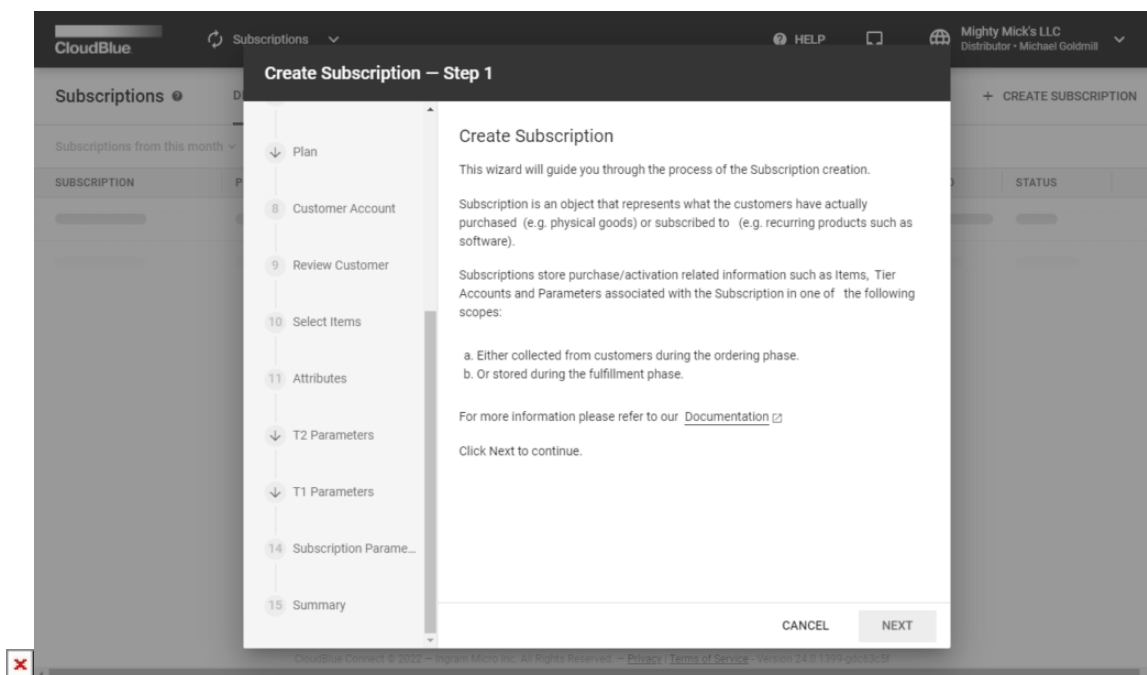 CloudBlue
Subscriptions
HELP
Mighty Mick's LLC
Distributor • Michael Goldmill
Create Subscription — Step 1
Subscriptions
D
+ CREATE SUBSCRIPTION
Subscriptions from this month
SUBSCRIPTION
P
STATUS
Plan
8 Customer Account
9 Review Customer
10 Select Items
11 Attributes
T2 Parameters
T1 Parameters
14 Subscription Parame...
15 Summary
Create Subscription
This wizard will guide you through the process of the Subscription creation.
Subscription is an object that represents what the customers have actually
purchased (e.g. physical goods) or subscribed to (e.g. recurring products such as
software).
Subscriptions store purchase/activation related information such as Items, Tier
Accounts and Parameters associated with the Subscription in one of the following
scopes:
a. Either collected from customers during the ordering phase.
b. Or stored during the fulfillment phase.
For more information please refer to our Documentation
Click Next to continue.
CANCEL NEXT
CloudBlue Connect © 2022 — Ingram Micro Inc. All Rights Reserved. — Privacy | Terms of Service - Version 24.0.1399-gdc63c5f